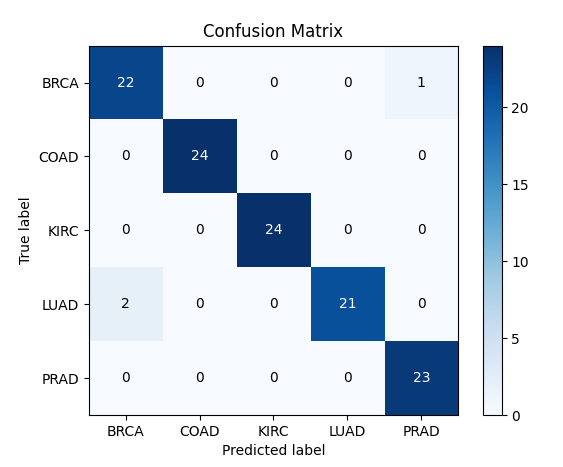 Confusion Matrix
True label
BRCA 22 0 0 0 1
COAD 0 24 0 0 0
KIRC 0 0 24 0 0
LUAD 2 0 0 21 0
PRAD 0 0 0 0 23
BRCA COAD KIRC LUAD PRAD
Predicted label
20
15
10
5
0